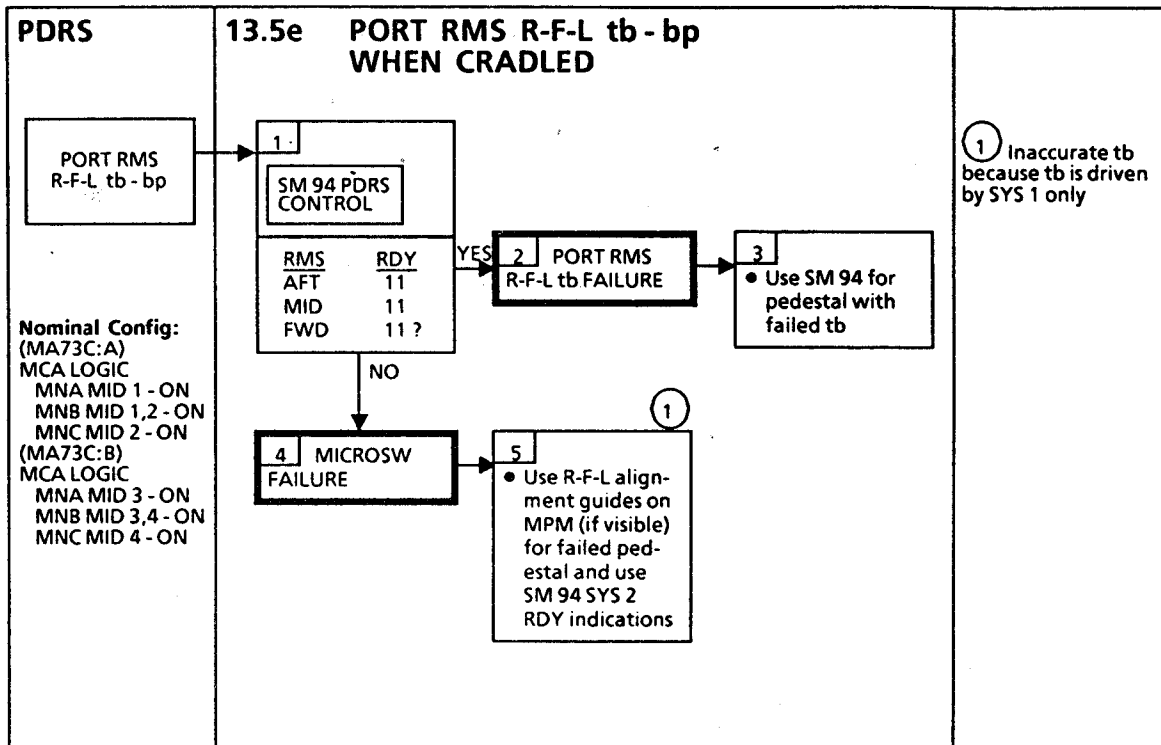 PDRS
13.5e PORT RMS R-F-L tb - bp
WHEN CRADLED
PORT RMS
R-F-L tb - bp
Nominal Config:
(MA73C:A)
MCA LOGIC
MNA MID 1 - ON
MNB MID 1,2 - ON
MNC MID 2 - ON
(MA73C:B)
MCA LOGIC
MNA MID 3 - ON
MNB MID 3,4 - ON
MNC MID 4 - ON
1
SM 94 PDRS
CONTROL
RMS RDY
AFT 11
MID 11
FWD 11 ?
YES
NO
2 PORT RMS
R-F-L tb FAILURE
3
• Use SM 94 for
pedestal with
failed tb
4 MICROSW
FAILURE
1
5
• Use R-F-L align-
ment guides on
MPM (if visible)
for failed ped-
estal and use
SM 94 SYS 2
RDY indications
1 Inaccurate tb
because tb is driven
by SYS 1 only